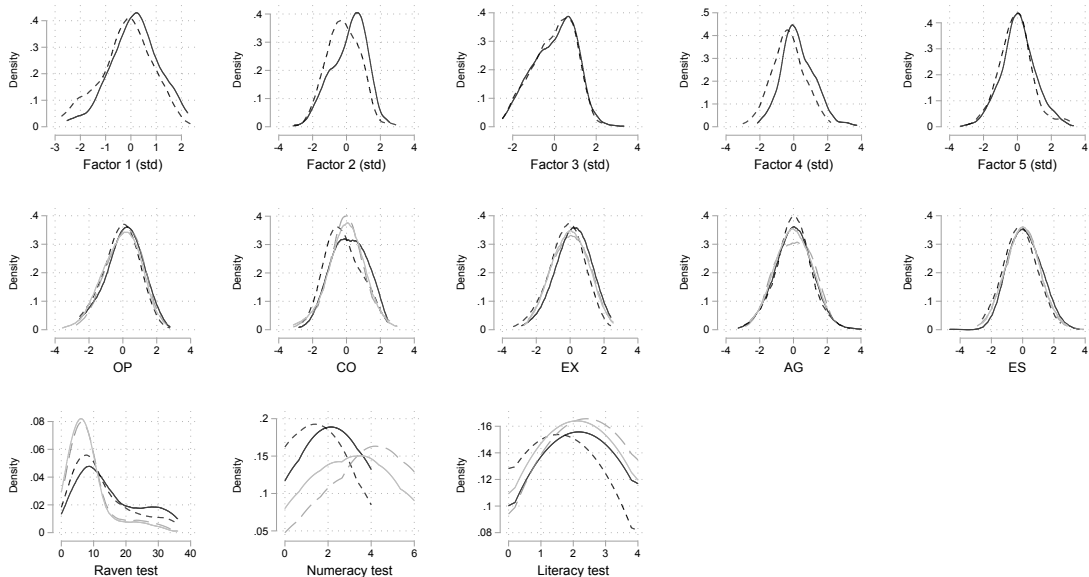 Density
.4
.3
.2
.1
0
-3 -2 -1 0 1 2
Factor 1 (std)
Density
.4
.3
.2
.1
0
-4 -2 0 2 4
Factor 2 (std)
Density
.4
.3
.2
.1
0
-2 0 2 4
Factor 3 (std)
Density
.5
.4
.3
.2
.1
0
-4 -2 0 2 4
Factor 4 (std)
Density
.4
.3
.2
.1
0
-4 -2 0 2 4
Factor 5 (std)
Density
.4
.3
.2
.1
0
-4 -2 0 2 4
OP
Density
.4
.3
.2
.1
0
-4 -2 0 2 4
CO
Density
.4
.3
.2
.1
0
-4 -2 0 2 4
EX
Density
.4
.3
.2
.1
0
-4 -2 0 2 4
AG
Density
.4
.3
.2
.1
0
-4 -2 0 2 4
ES
Density
.08
.06
.04
.02
0
0 10 20 30 40
Raven test
Density
.2
.15
.1
.05
0 2 4 6
Numeracy test
Density
.16
.14
.12
.1
.08
0 1 2 3 4
Literacy test